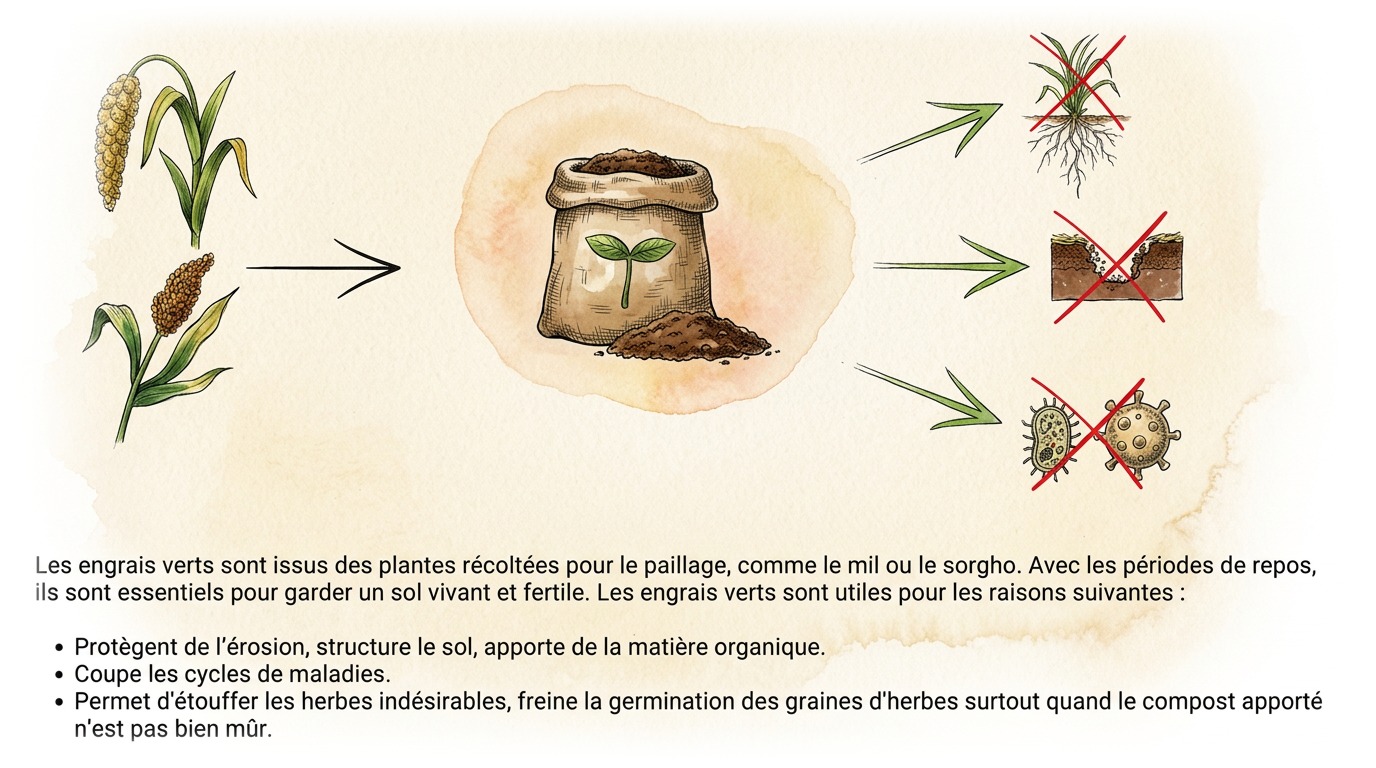 Les engrais verts sont issus des plantes récoltées pour le paillage, comme le mil ou le sorgho. Avec les périodes de repos,
ils sont essentiels pour garder un sol vivant et fertile. Les engrais verts sont utiles pour les raisons suivantes :
• Protègent de l’érosion, structure le sol, apporte de la matière organique.
• Coupe les cycles de maladies.
• Permet d'étouffer les herbes indésirables, freine la germination des graines d'herbes surtout quand le compost apporté
n'est pas bien mûr.